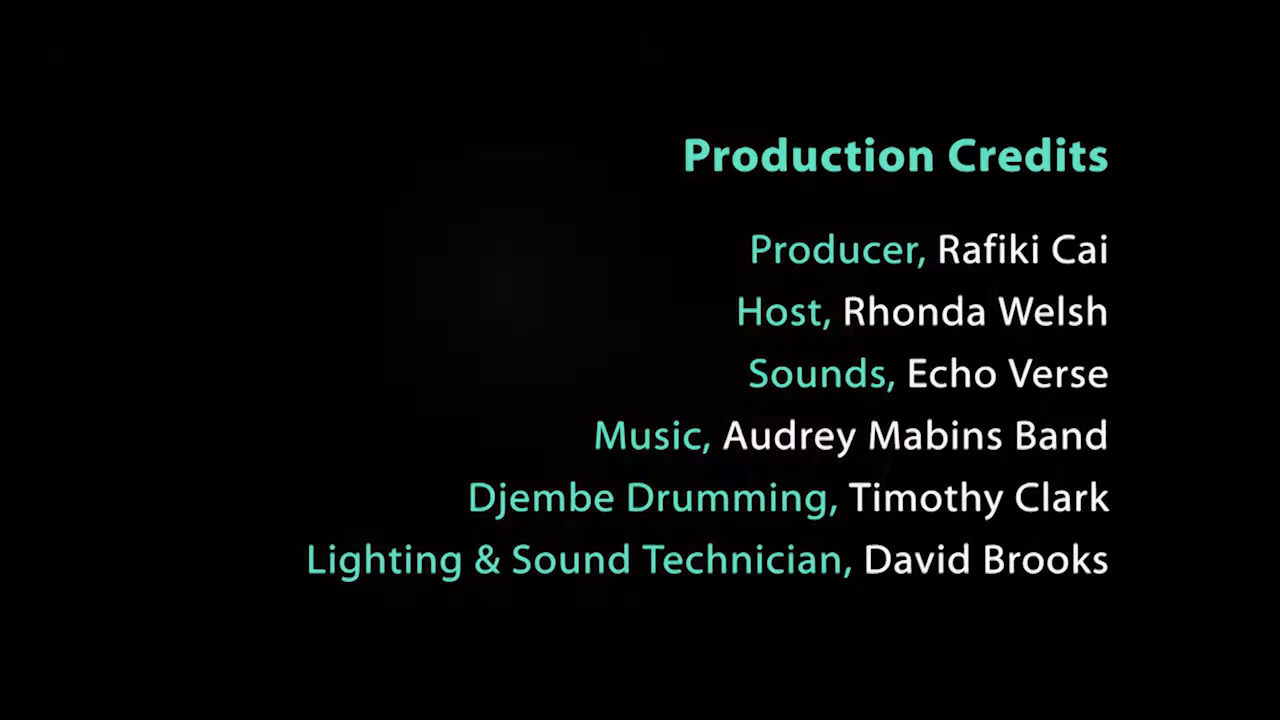 Production Credits
Producer, Rafiki Cai
Host, Rhonda Welsh
Sounds, Echo Verse
Music, Audrey Mabins Band
Djembe Drumming, Timothy Clark
Lighting & Sound Technician, David Brooks